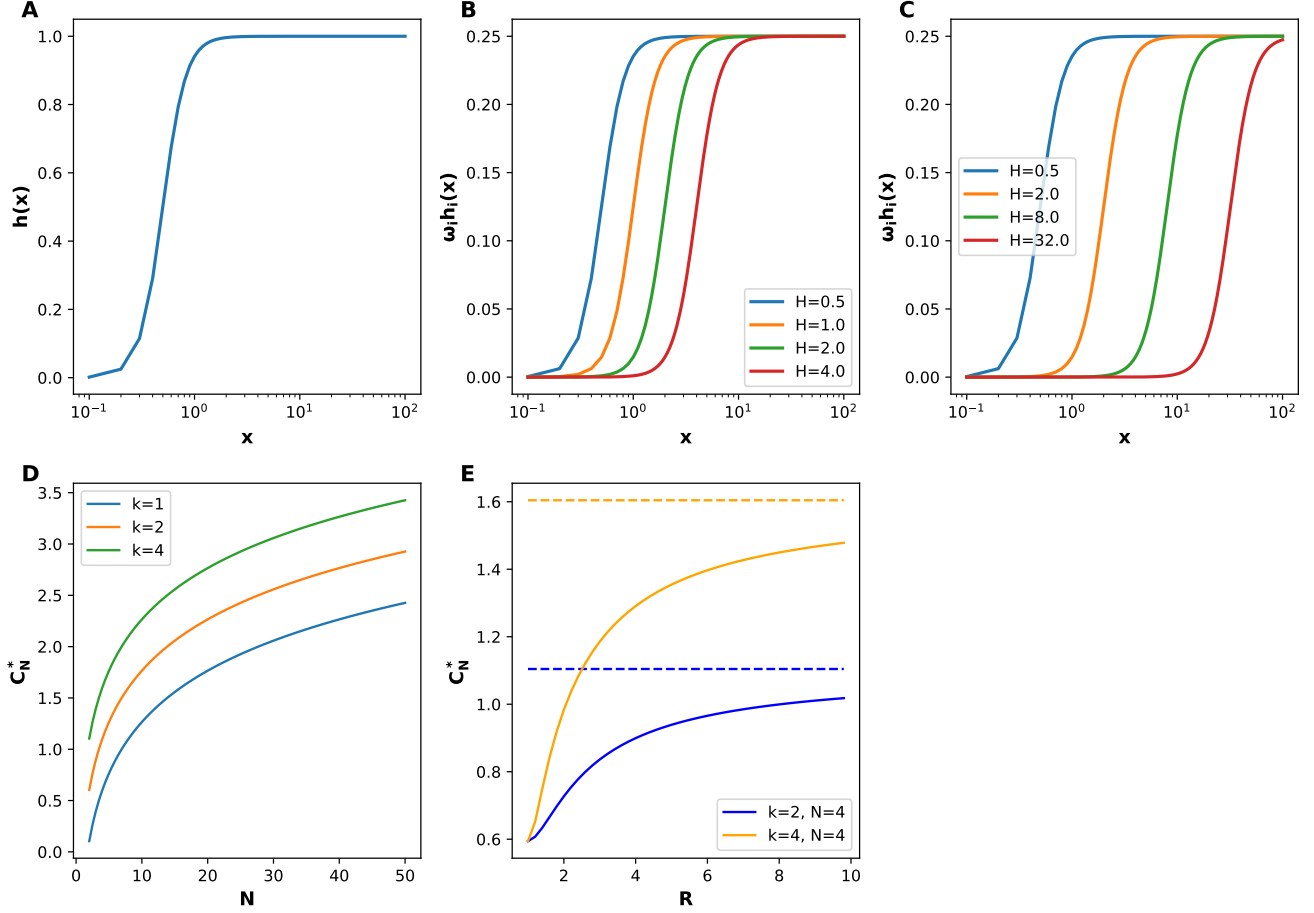 A
1.0
0.8
0.6
0.4
0.2
0.0
h(x)
10⁻¹ 10⁰ 10¹ 10²
x
B
0.25
0.20
0.15
0.10
0.05
0.00
ωᵢhᵢ(x)
H=0.5
H=1.0
H=2.0
H=4.0
10⁻¹ 10⁰ 10¹ 10²
x
C
0.25
0.20
0.15
0.10
0.05
0.00
ωᵢhᵢ(x)
H=0.5
H=2.0
H=8.0
H=32.0
10⁻¹ 10⁰ 10¹ 10²
x
D
3.5
3.0
2.5
2.0
1.5
1.0
0.5
0.0
C*_N
k=1
k=2
k=4
0 10 20 30 40 50
N
E
1.6
1.4
1.2
1.0
0.8
0.6
C*_N
k=2, N=4
k=4, N=4
2 4 6 8 10
R